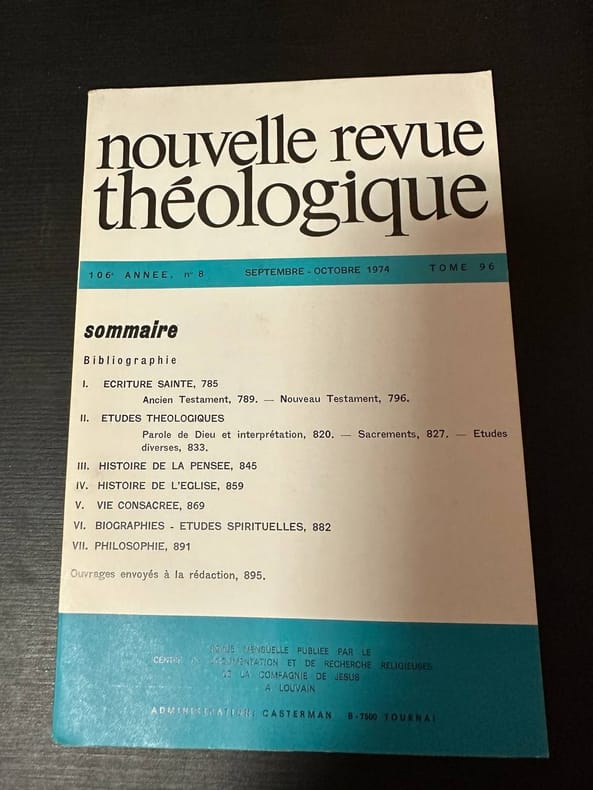 nouvelle revue
théologique
106e ANNEE, n° 8 SEPTEMBRE - OCTOBRE 1974 TOME 96
sommaire
Bibliographie
I. ECRITURE SAINTE, 785
Ancien Testament, 789. — Nouveau Testament, 796.
II. ETUDES THEOLOGIQUES
Parole de Dieu et interprétation, 820. — Sacrements, 827. — Etudes
diverses, 833.
III. HISTOIRE DE LA PENSEE, 845
IV. HISTOIRE DE L'EGLISE, 859
V. VIE CONSACREE, 869
VI. BIOGRAPHIES - ETUDES SPIRITUELLES, 882
VII. PHILOSOPHIE, 891
Ouvrages envoyés à la rédaction, 895.
REVUE MENSUELLE PUBLIEE PAR LE
CENTRE DE DOCUMENTATION ET DE RECHERCHE RELIGIEUSES
DE LA COMPAGNIE DE JESUS
A LOUVAIN
ADMINISTRATION: CASTERMAN B-7500 TOURNAI